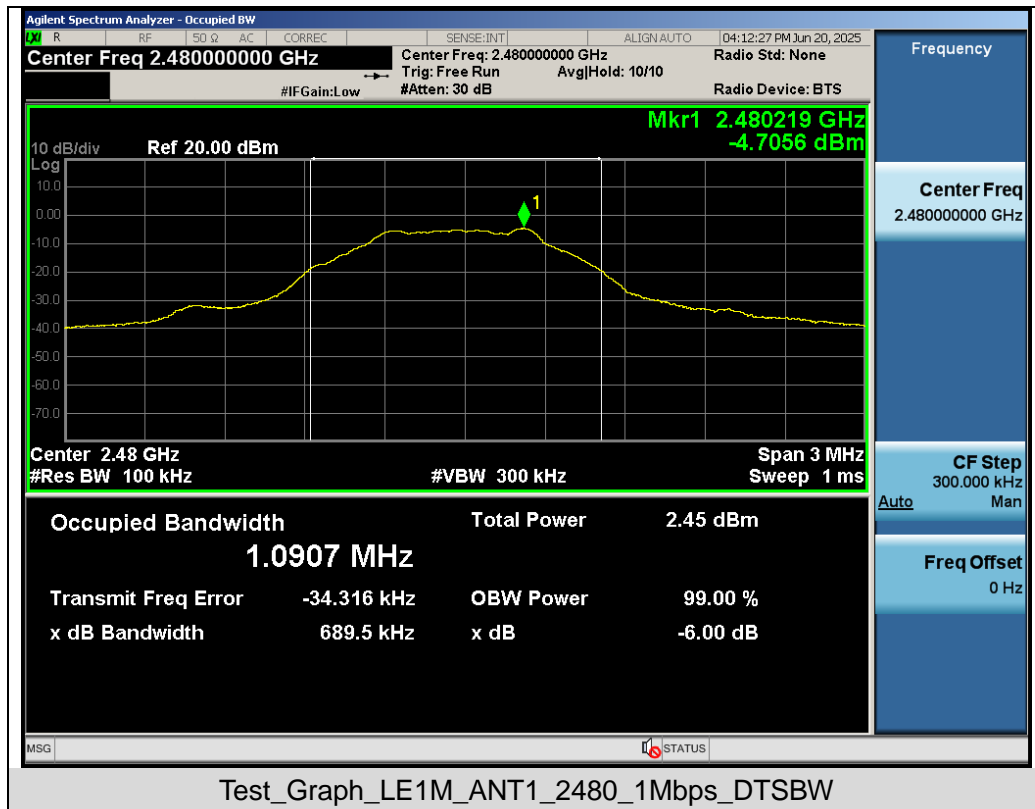 Agilent Spectrum Analyzer - Occupied BW
LXI R RF 50 Ω AC CORREC SENSE:INT ALIGN AUTO 04:12:27 PM Jun 20, 2025
Center Freq 2.480000000 GHz Center Freq: 2.480000000 GHz Radio Std: None
Trig: Free Run Avg|Hold: 10/10
#IFGain:Low #Atten: 30 dB Radio Device: BTS
Mkr1 2.480219 GHz
-4.7056 dBm
10 dB/div Ref 20.00 dBm
Log
10.0
0.00
-10.0
-20.0
-30.0
-40.0
-50.0
-60.0
-70.0
1
Center 2.48 GHz Span 3 MHz
#Res BW 100 kHz #VBW 300 kHz Sweep 1 ms
Occupied Bandwidth Total Power 2.45 dBm
1.0907 MHz
Transmit Freq Error -34.316 kHz OBW Power 99.00 %
x dB Bandwidth 689.5 kHz x dB -6.00 dB
MSG STATUS
Frequency
Center Freq
2.480000000 GHz
CF Step
300.000 kHz
Auto Man
Freq Offset
0 Hz
Test_Graph_LE1M_ANT1_2480_1Mbps_DTSBW